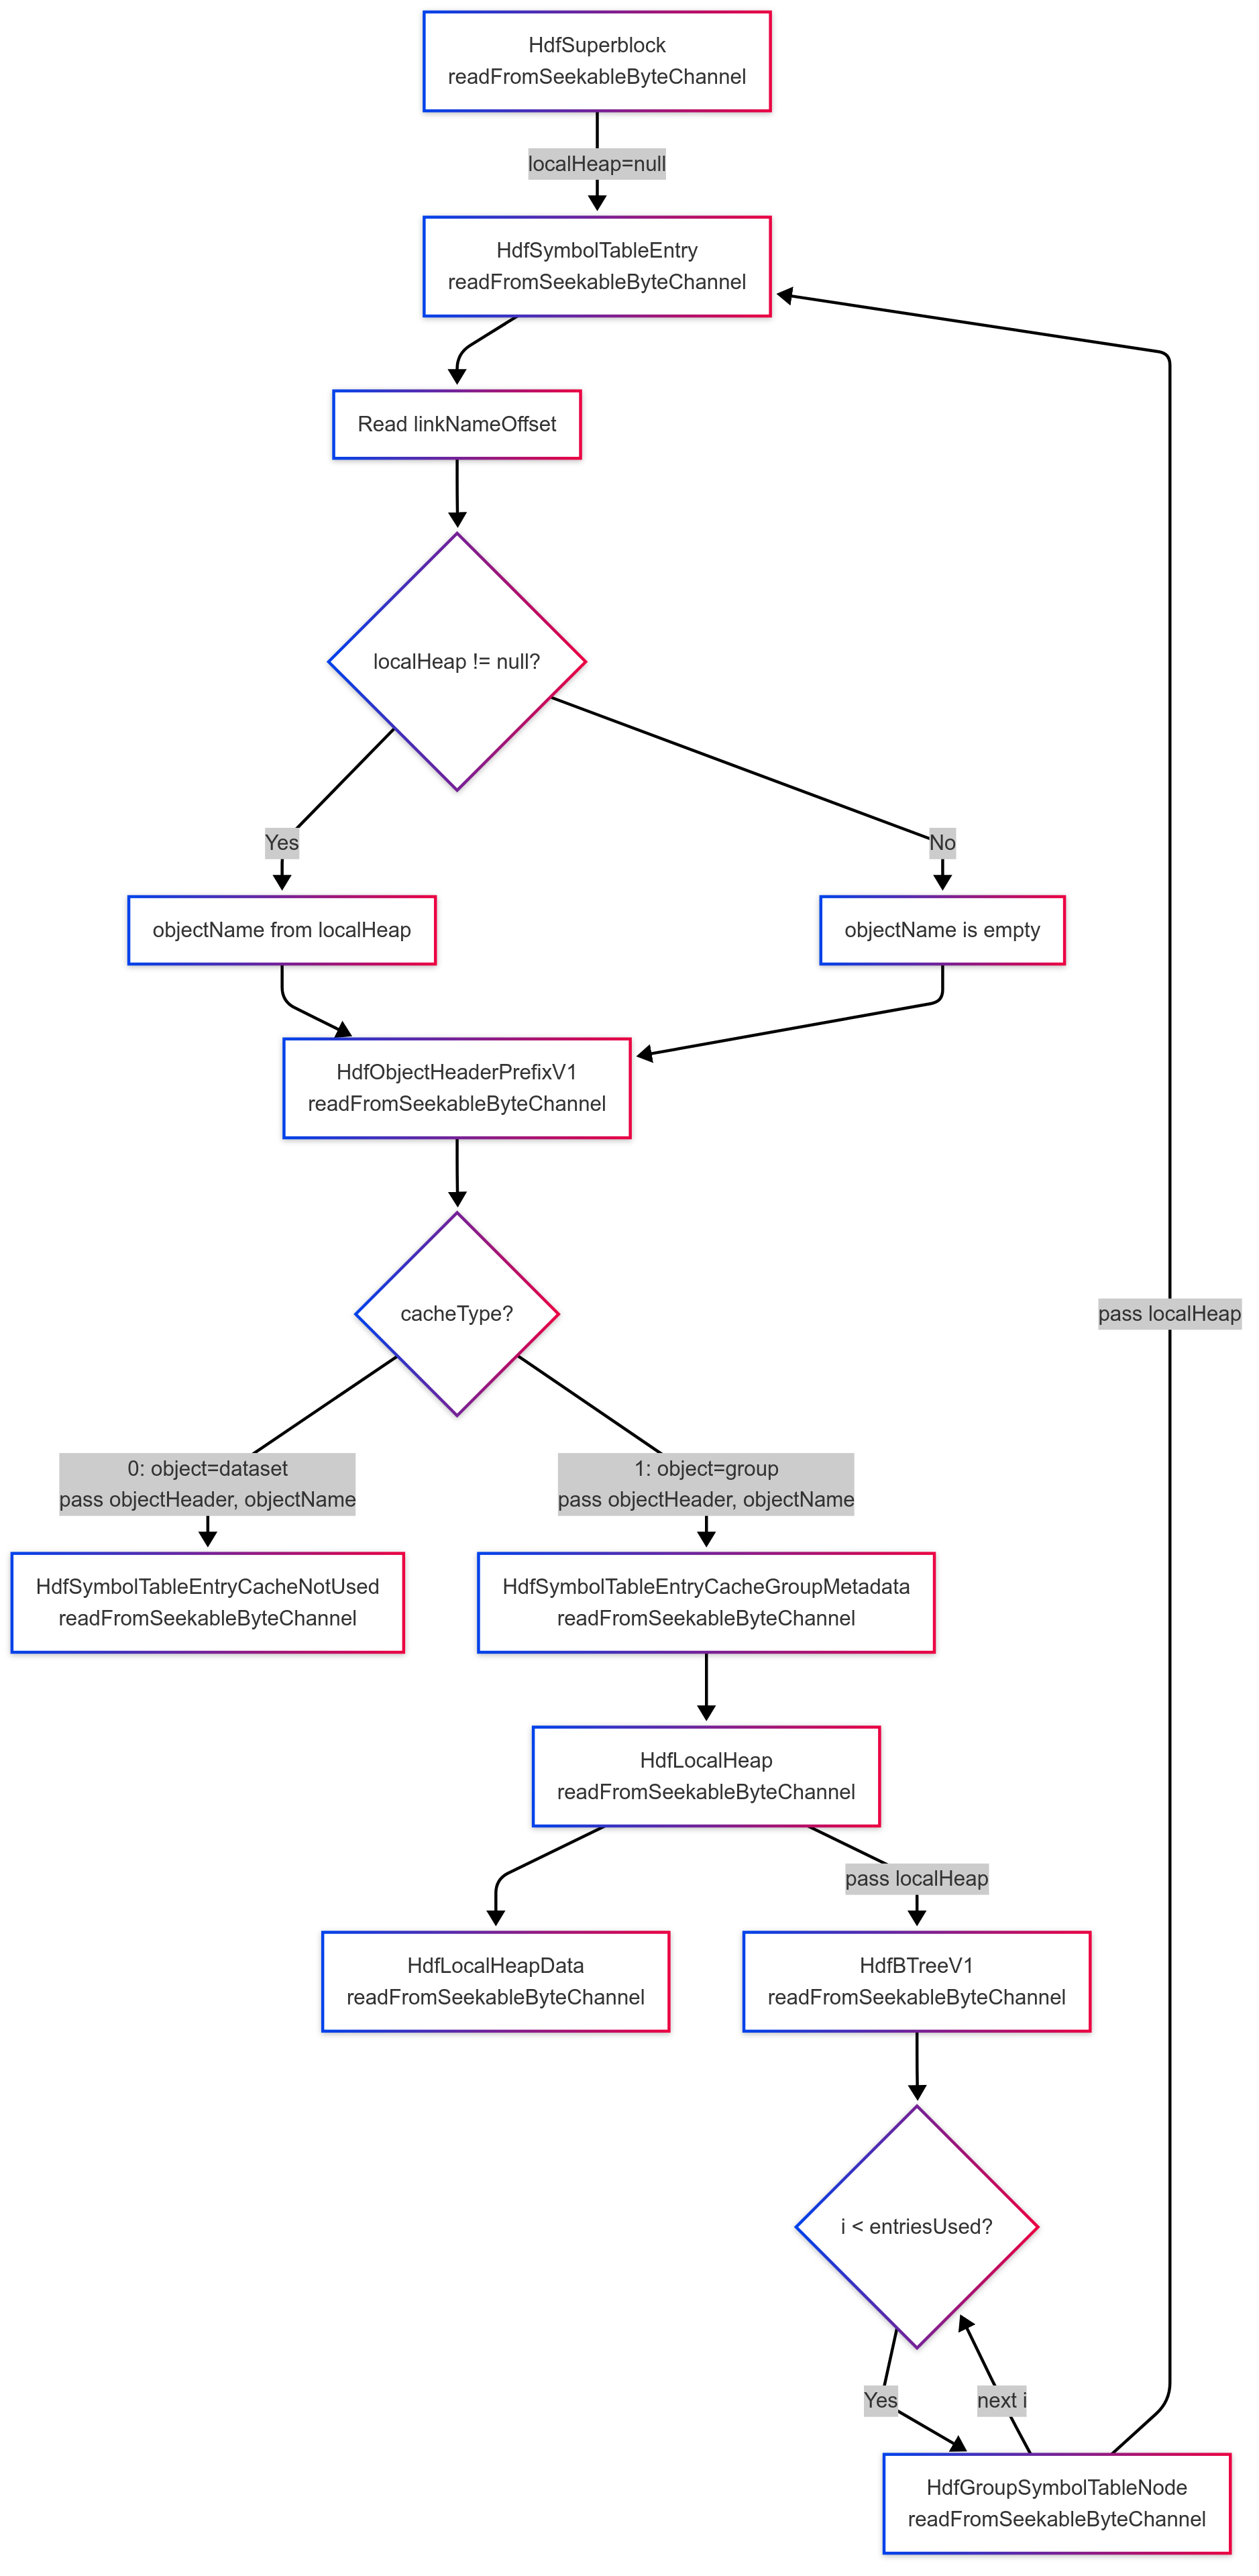 HdfSuperblock
readFromSeekableByteChannel
localHeap=null
HdfSymbolTableEntry
readFromSeekableByteChannel
Read linkNameOffset
localHeap != null?
Yes
No
objectName from localHeap
objectName is empty
HdfObjectHeaderPrefixV1
readFromSeekableByteChannel
cacheType?
pass localHeap
0: object=dataset
pass objectHeader, objectName
1: object=group
pass objectHeader, objectName
HdfSymbolTableEntryCacheNotUsed
readFromSeekableByteChannel
HdfSymbolTableEntryCacheGroupMetadata
readFromSeekableByteChannel
HdfLocalHeap
readFromSeekableByteChannel
pass localHeap
HdfLocalHeapData
readFromSeekableByteChannel
HdfBTreeV1
readFromSeekableByteChannel
i < entriesUsed?
Yes
next i
HdfGroupSymbolTableNode
readFromSeekableByteChannel